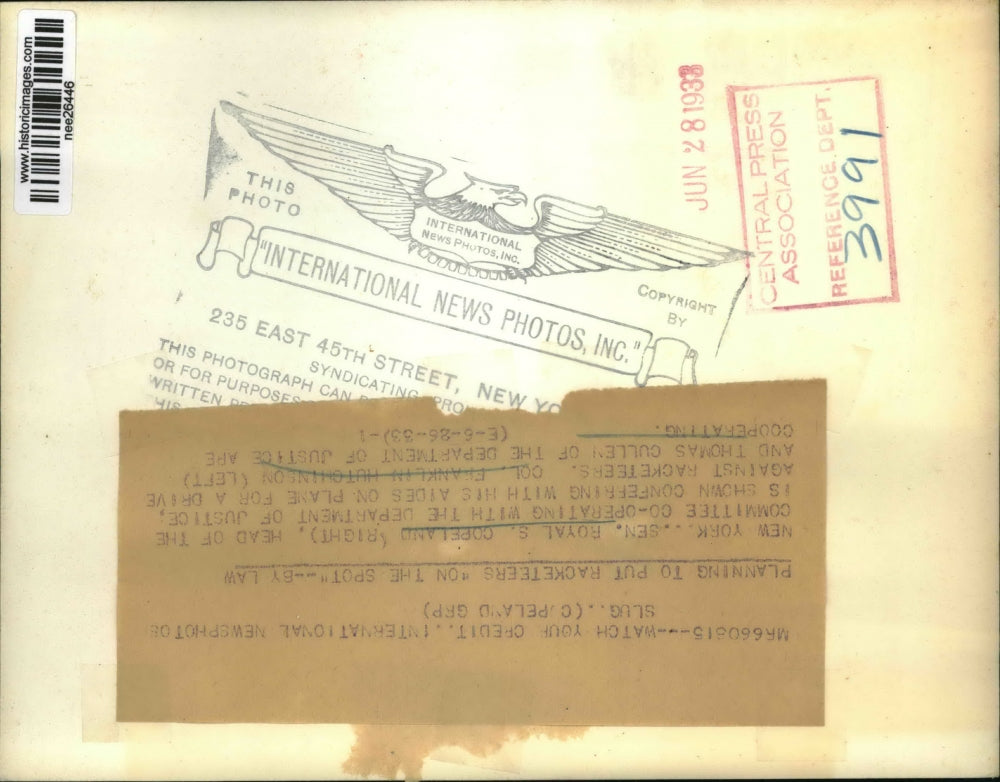 www.historicimages.com
nee26446
JUN 28 1933
CENTRAL PRESS
ASSOCIATION
REFERENCE DEPT.
3991
THIS
PHOTO
INTERNATIONAL
NEWS PHOTOS, INC.
COPYRIGHT
BY
"INTERNATIONAL NEWS PHOTOS, INC."
235 EAST 45TH STREET, NEW YO
SYNDICATING PRO
THIS PHOTOGRAPH CAN
OR FOR PURPOSES
WRITTEN
MR660615---WATCH YOUR CREDIT..INTERNATIONAL NEWSPHOTOS
SLUG..(COPELAND GRP)
PLANNING TO PUT RACKETEERS "ON THE SPOT"--BY LAW
NEW YORK....SEN. ROYAL S. COPELAND (RIGHT), HEAD OF THE
COMMITTEE CO-OPERATING WITH THE DEPARTMENT OF JUSTICE,
IS SHOWN CONFERRING WITH HIS AIDES ON PLANS FOR A DRIVE
AGAINST RACKETEERS. COL FRANKLIN HUTCHINSON (LEFT)
AND THOMAS CULLEN OF THE DEPARTMENT OF JUSTICE ARE
COOPERATING.
(E-6-26-33)-1